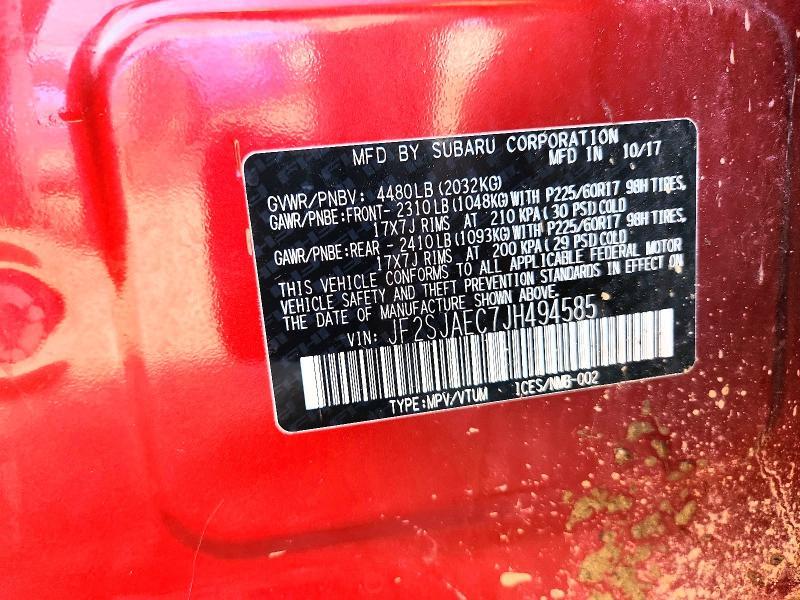 MFD BY SUBARU CORPORATION
MFD IN 10/17
GVWR/PNBV: 4480LB(2032KG)
GAWR/PNBE:FRONT- 2310LB(1048KG)WITH P225/60R17 98H TIRES,
17X7J RIMS AT 210 KPA(30 PSI)COLD
GAWR/PNBE:REAR - 2410LB(1093KG)WITH P225/60R17 98H TIRES,
17X7J RIMS AT 200 KPA(29 PSI)COLD
THIS VEHICLE CONFORMS TO ALL APPLICABLE FEDERAL MOTOR
VEHICLE SAFETY AND THEFT PREVENTION STANDARDS IN EFFECT ON
THE DATE OF MANUFACTURE SHOWN ABOVE.
VIN: JF2SJAEC7JH494585
TYPE:MPV/VTUM ICES/NMB-002